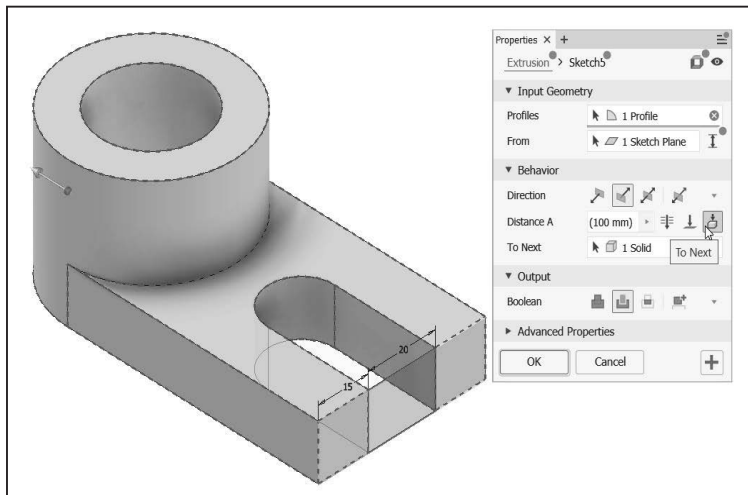 Properties × +
Extrusion > Sketch5
▼ Input Geometry
Profiles 1 Profile
From 1 Sketch Plane
▼ Behavior
Direction
Distance A (100 mm)
To Next 1 Solid
To Next
▼ Output
Boolean
▶ Advanced Properties
OK Cancel +
20
15